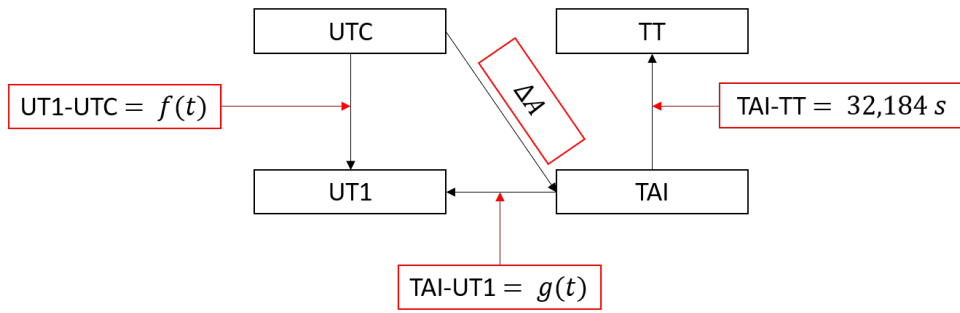 UTC
TT
ΔA
UT1-UTC = f(t)
TAI-TT = 32,184 s
UT1
TAI
TAI-UT1 = g(t)